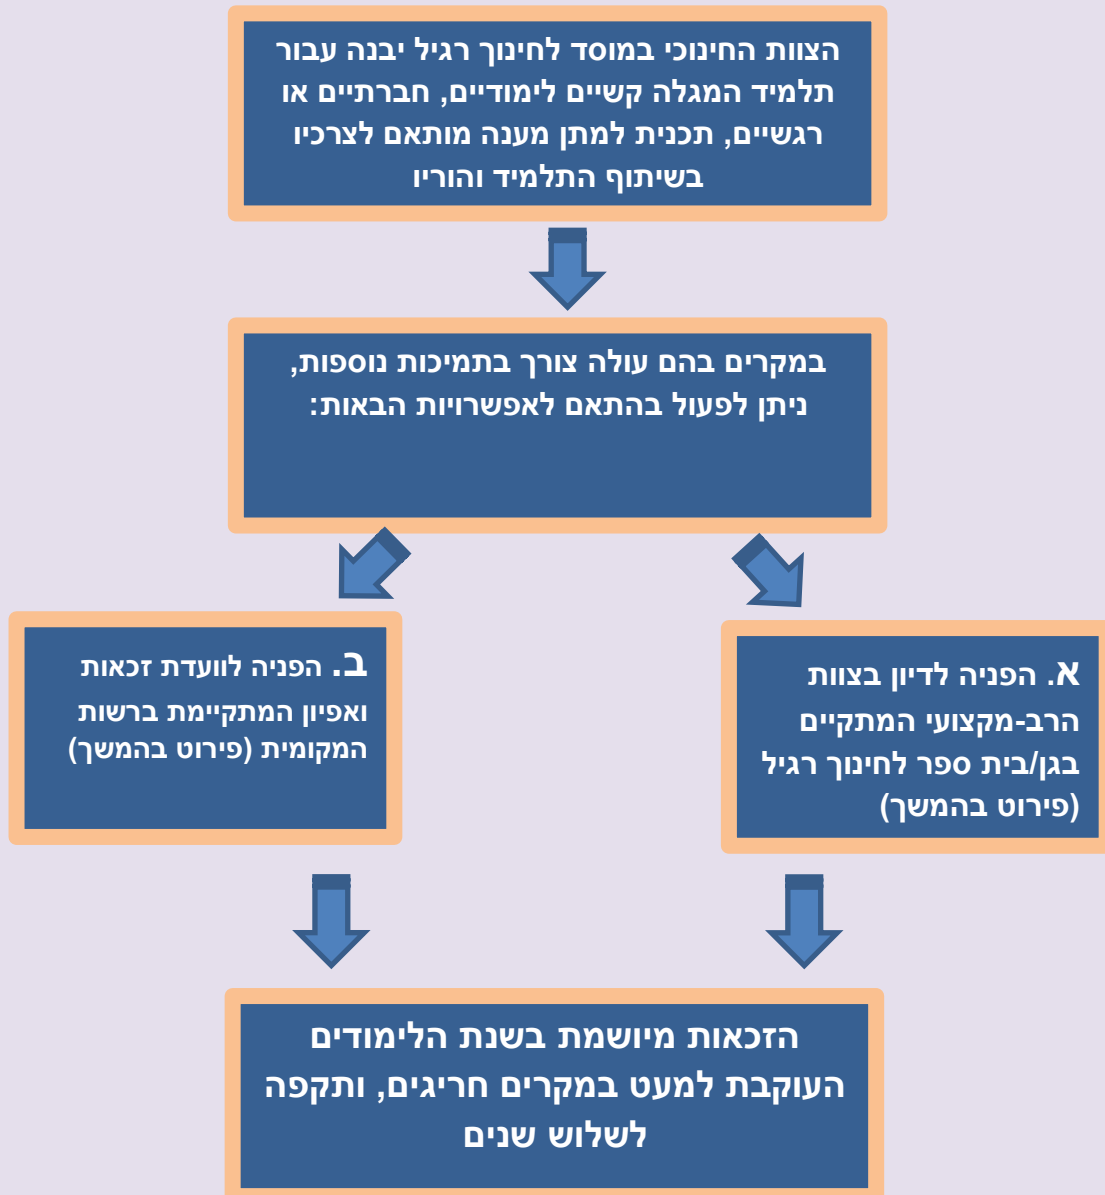 הצוות החינוכי במוסד לחינוך רגיל יבנה עבור
תלמיד המגלה קשיים לימודיים, חברתיים או
רגשיים, תכנית למתן מענה מותאם לצרכיו
בשיתוף התלמיד והוריו
במקרים בהם עולה צורך בתמיכות נוספות,
ניתן לפעול בהתאם לאפשרויות הבאות:
א. הפניה לדיון בצוות
הרב-מקצועי המתקיים
בגן/בית ספר לחינוך רגיל
(פירוט בהמשך)
ב. הפניה לוועדת זכאות
ואפיון המתקיימת ברשות
המקומית (פירוט בהמשך)
הזכאות מיושמת בשנת הלימודים
העוקבת למעט במקרים חריגים, ותקפה
לשלוש שנים